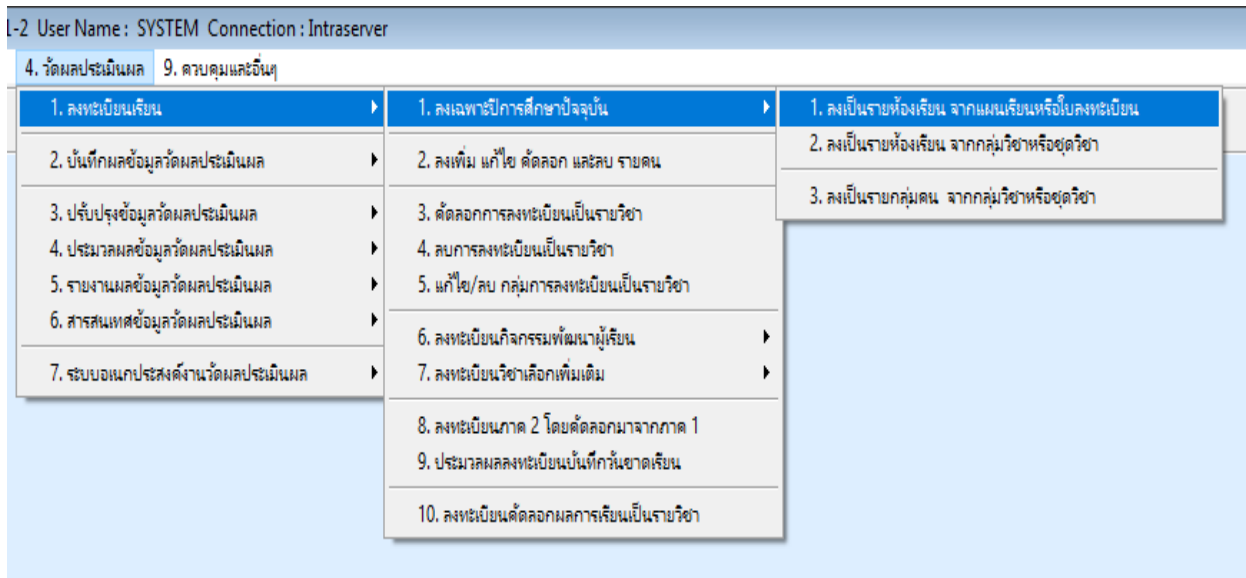 1-2 User Name : SYSTEM Connection : Intraserver
4. วัดผลประเมินผล 9. ควบคุมและอื่นๆ
1. ลงทะเบียนเรียน
2. บันทึกผลข้อมูลวัดผลประเมินผล
3. ปรับปรุงข้อมูลวัดผลประเมินผล
4. ประมวลผลข้อมูลวัดผลประเมินผล
5. รายงานผลข้อมูลวัดผลประเมินผล
6. สารสนเทศข้อมูลวัดผลประเมินผล
7. ระบบอเนกประสงค์งานวัดผลประเมินผล
1. ลงเฉพาะปีการศึกษาปัจจุบัน
2. ลงเพิ่ม แก้ไข คัดลอก และลบ รายคน
3. คัดลอกการลงทะเบียนเป็นรายวิชา
4. ลบการลงทะเบียนเป็นรายวิชา
5. แก้ไข/ลบ กลุ่มการลงทะเบียนเป็นรายวิชา
6. ลงทะเบียนกิจกรรมพัฒนาผู้เรียน
7. ลงทะเบียนวิชาเลือกเพิ่มเติม
8. ลงทะเบียนภาค 2 โดยคัดลอกมาจากภาค 1
9. ประมวลผลลงทะเบียนบันทึกวันขาดเรียน
10. ลงทะเบียนคัดลอกผลการเรียนเป็นรายวิชา
1. ลงเป็นรายห้องเรียน จากแผนเรียนหรือใบลงทะเบียน
2. ลงเป็นรายห้องเรียน จากกลุ่มวิชาหรือชุดวิชา
3. ลงเป็นรายกลุ่มคน จากกลุ่มวิชาหรือชุดวิชา